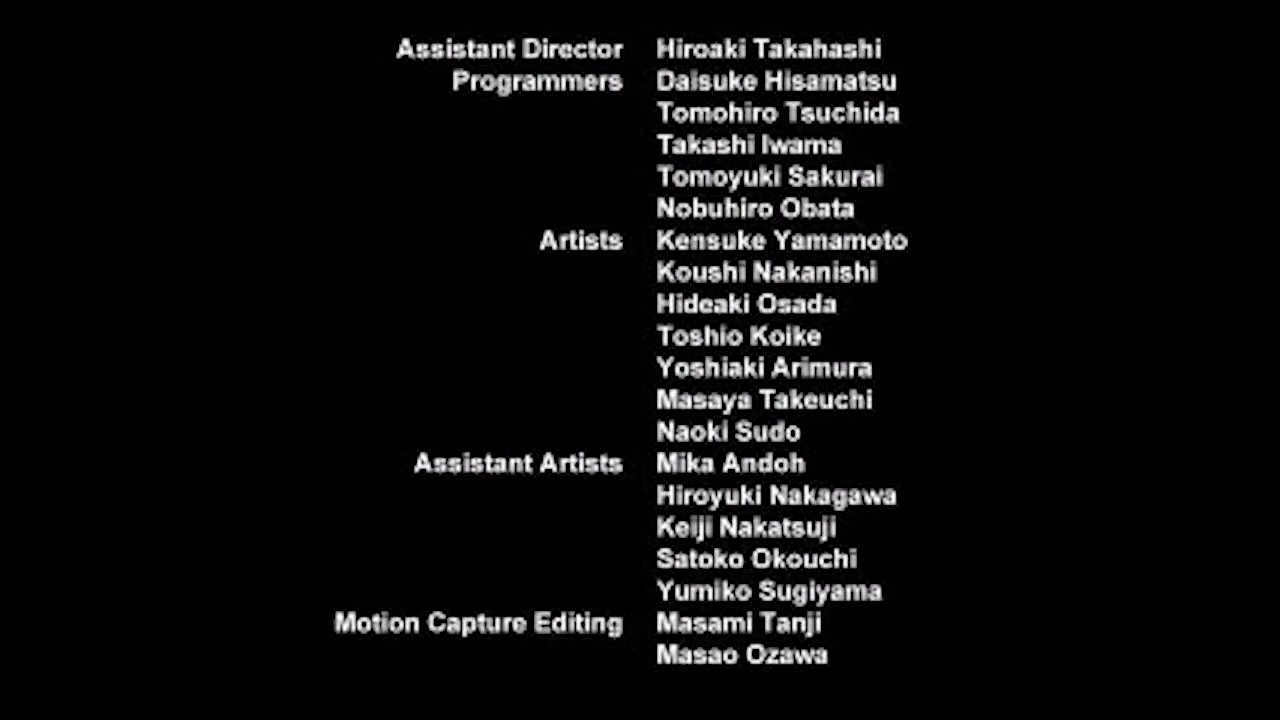 Assistant Director Hiroaki Takahashi
Programmers Daisuke Hisamatsu
Tomohiro Tsuchida
Takashi Iwama
Tomoyuki Sakurai
Nobuhiro Obata
Artists Kensuke Yamamoto
Koushi Nakanishi
Hideaki Osada
Toshio Koike
Yoshiaki Arimura
Masaya Takeuchi
Naoki Sudo
Assistant Artists Mika Andoh
Hiroyuki Nakagawa
Keiji Nakatsuji
Satoko Okouchi
Yumiko Sugiyama
Motion Capture Editing Masami Tanji
Masao Ozawa